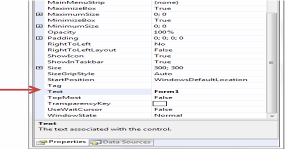 MainMenuStrip (none)
MaximizeBox True
MaximumSize 0; 0
MinimizeBox True
MinimumSize 0; 0
Opacity 100%
Padding 0; 0; 0; 0
RightToLeft No
RightToLeftLayout False
ShowIcon True
ShowInTaskbar True
Size 300; 300
SizeGripStyle Auto
StartPosition WindowsDefaultLocation
Tag
Text Form1
TopMost False
TransparencyKey
UseWaitCursor False
WindowState Normal
Text
The text associated with the control.
Properties Data Sources